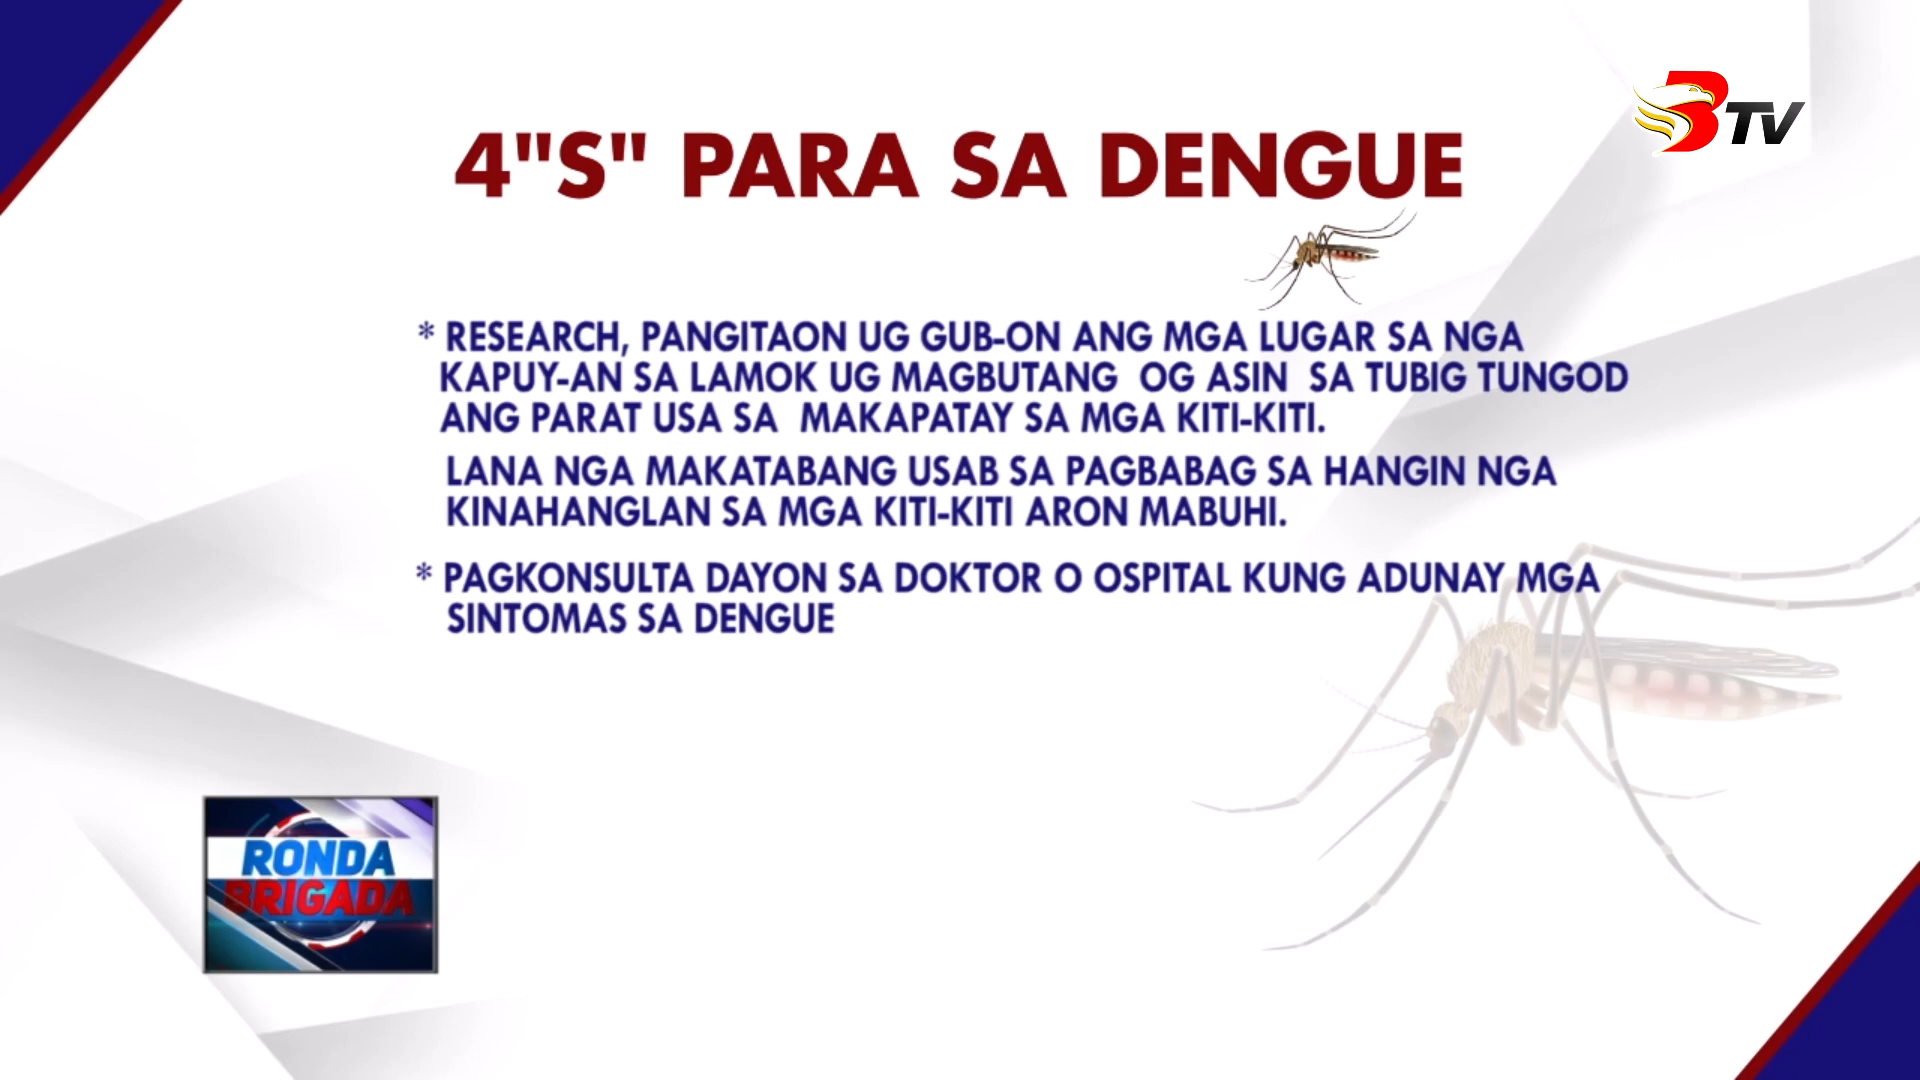 BTV
4"S" PARA SA DENGUE
* RESEARCH, PANGITAON UG GUB-ON ANG MGA LUGAR SA NGA
KAPUY-AN SA LAMOK UG MAGBUTANG OG ASIN SA TUBIG TUNGOD
ANG PARAT USA SA MAKAPATAY SA MGA KITI-KITI.
LANA NGA MAKATABANG USAB SA PAGBABAG SA HANGIN NGA
KINAHANGLAN SA MGA KITI-KITI ARON MABUHI.
* PAGKONSULTA DAYON SA DOKTOR O OSPITAL KUNG ADUNAY MGA
SINTOMAS SA DENGUE
RONDA
BRIGADA